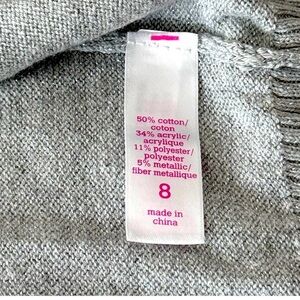 50% cotton/
coton
34% acrylic/
acrylique
11% polyester/
polyester
5% metallic/
fiber metallique
8
made in
china